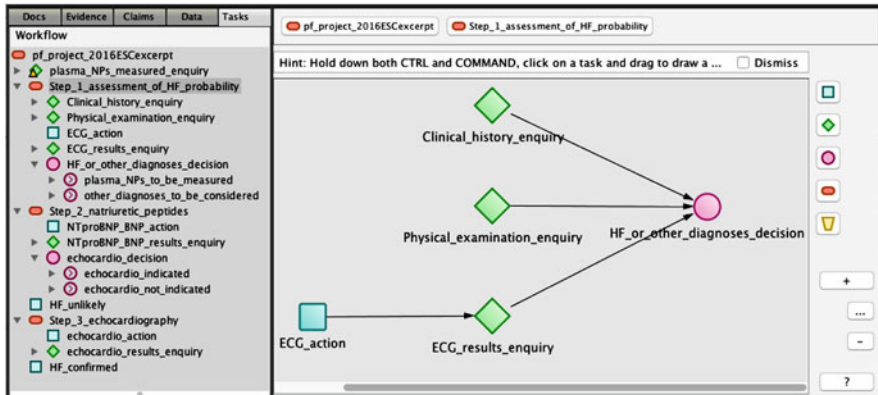 Docs Evidence Claims Data Tasks
Workflow
pf_project_2016ESCexcerpt
plasma_NPs_measured_enquiry
Step_1_assessment_of_HF_probability
Clinical_history_enquiry
Physical_examination_enquiry
ECG_action
ECG_results_enquiry
HF_or_other_diagnoses_decision
plasma_NPs_to_be_measured
other_diagnoses_to_be_considered
Step_2_natriuretic_peptides
NTproBNP_BNP_action
NTproBNP_BNP_results_enquiry
echocardio_decision
echocardio_indicated
echocardio_not_indicated
HF_unlikely
Step_3_echocardiography
echocardio_action
echocardio_results_enquiry
HF_confirmed
pf_project_2016ESCexcerpt Step_1_assessment_of_HF_probability
Hint: Hold down both CTRL and COMMAND, click on a task and drag to draw a ... Dismiss
Clinical_history_enquiry
Physical_examination_enquiry
HF_or_other_diagnoses_decision
ECG_action
ECG_results_enquiry
+
...
-
?